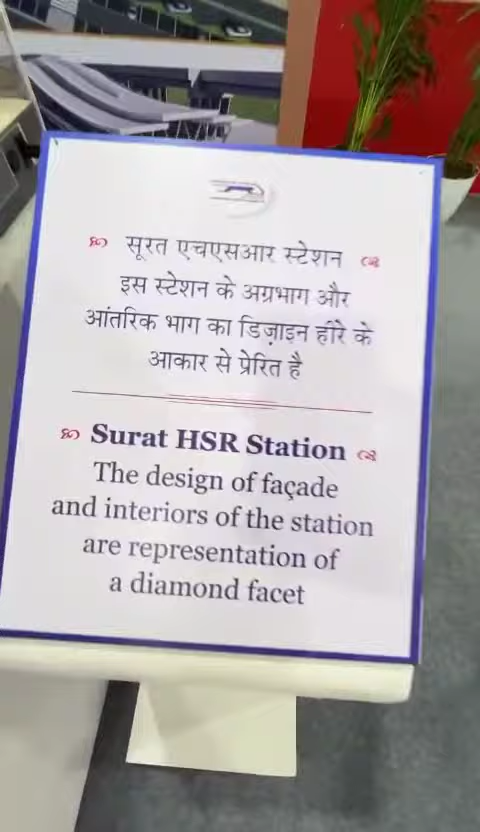 सूरत एचएसआर स्टेशन
इस स्टेशन के अग्रभाग और
आंतरिक भाग का डिज़ाइन हीरे के
आकार से प्रेरित है
Surat HSR Station
The design of façade
and interiors of the station
are representation of
a diamond facet